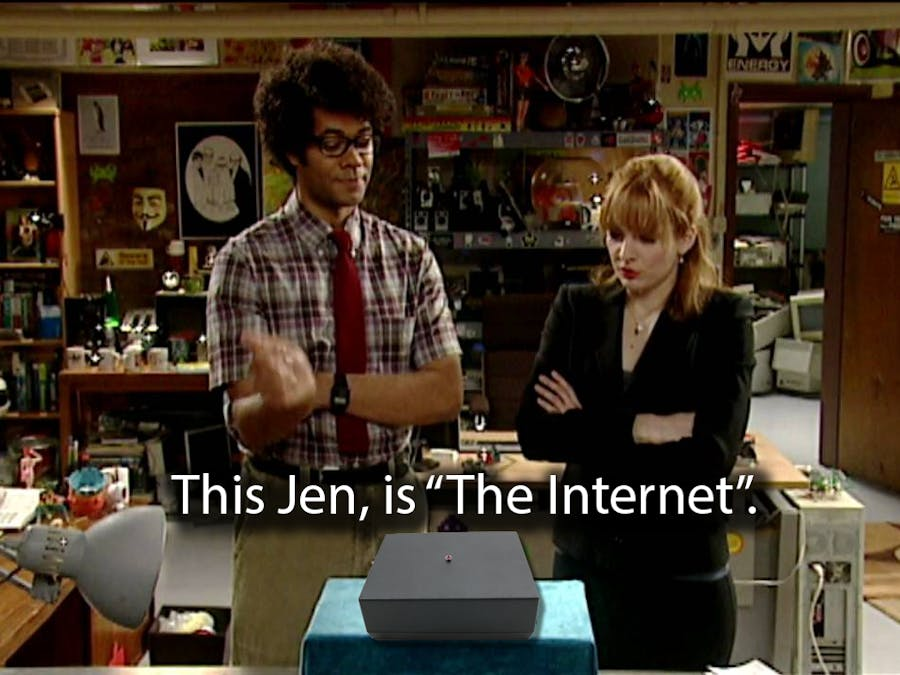 ENERGY
This Jen, is “The Internet”.